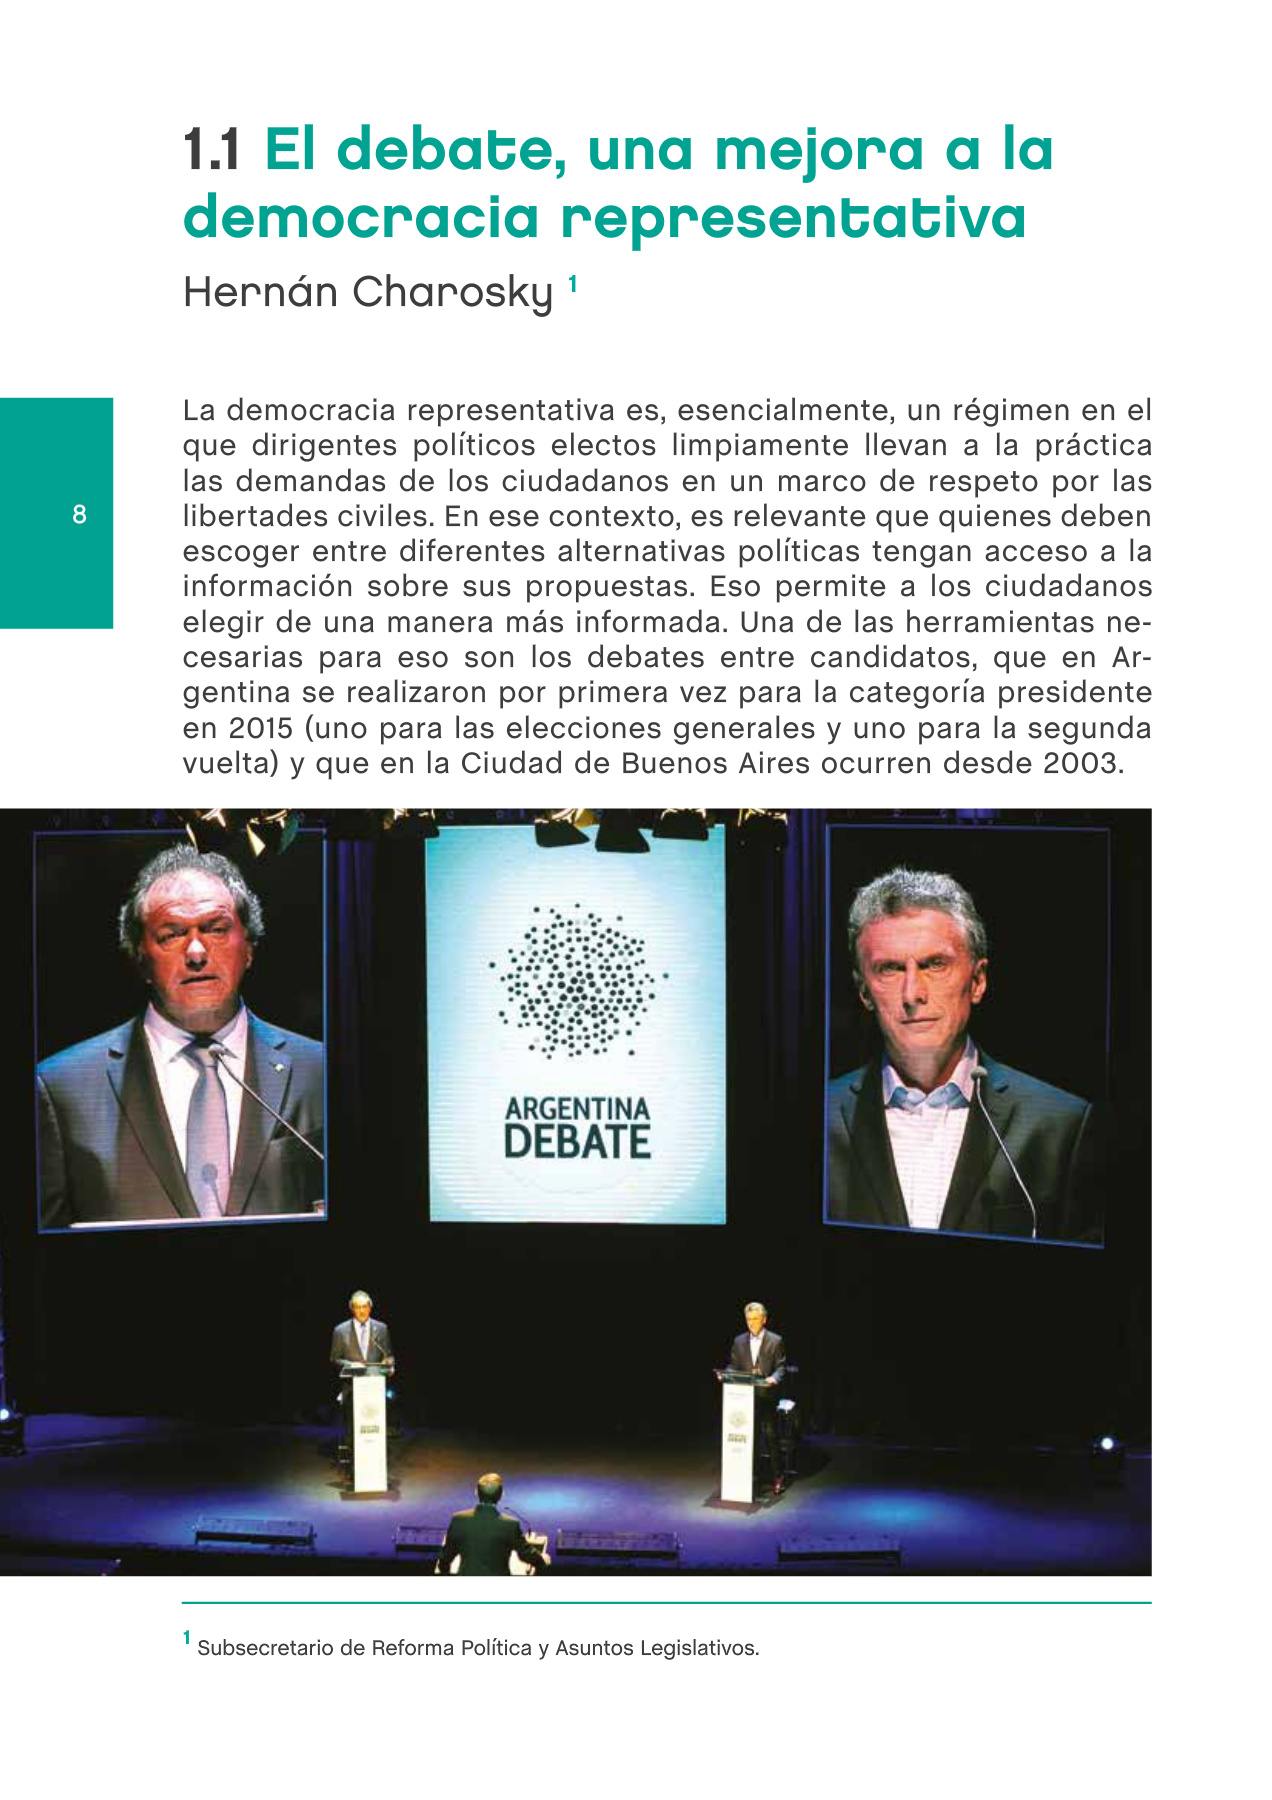 1.1 El debate, una mejora a la
democracia representativa
Hernán Charosky 1
La democracia representativa es, esencialmente, un régimen en el
que dirigentes políticos electos limpiamente llevan a la práctica
las demandas de los ciudadanos en un marco de respeto por las
libertades civiles. En ese contexto, es relevante que quienes deben
escoger entre diferentes alternativas políticas tengan acceso a la
información sobre sus propuestas. Eso permite a los ciudadanos
elegir de una manera más informada. Una de las herramientas ne-
cesarias para eso son los debates entre candidatos, que en Ar-
gentina se realizaron por primera vez para la categoría presidente
en 2015 (uno para las elecciones generales y uno para la segunda
vuelta) y que en la Ciudad de Buenos Aires ocurren desde 2003.
8
ARGENTINA
DEBATE
1 Subsecretario de Reforma Política y Asuntos Legislativos.